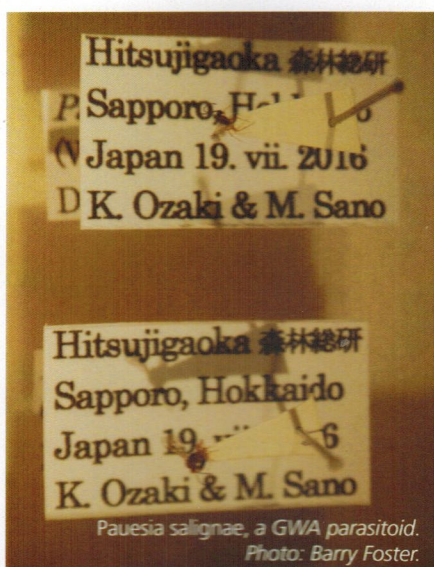 Hitsujigaoka 森林総研
Sapporo,
Japan 19. vii. 2016
K. Ozaki & M. Sano
Hitsujigaoka 森林総研
Sapporo, Hokkaido
Japan 19.
K. Ozaki & M. Sano
Pauesia salignae, a GWA parasitoid.
Photo: Barry Foster.